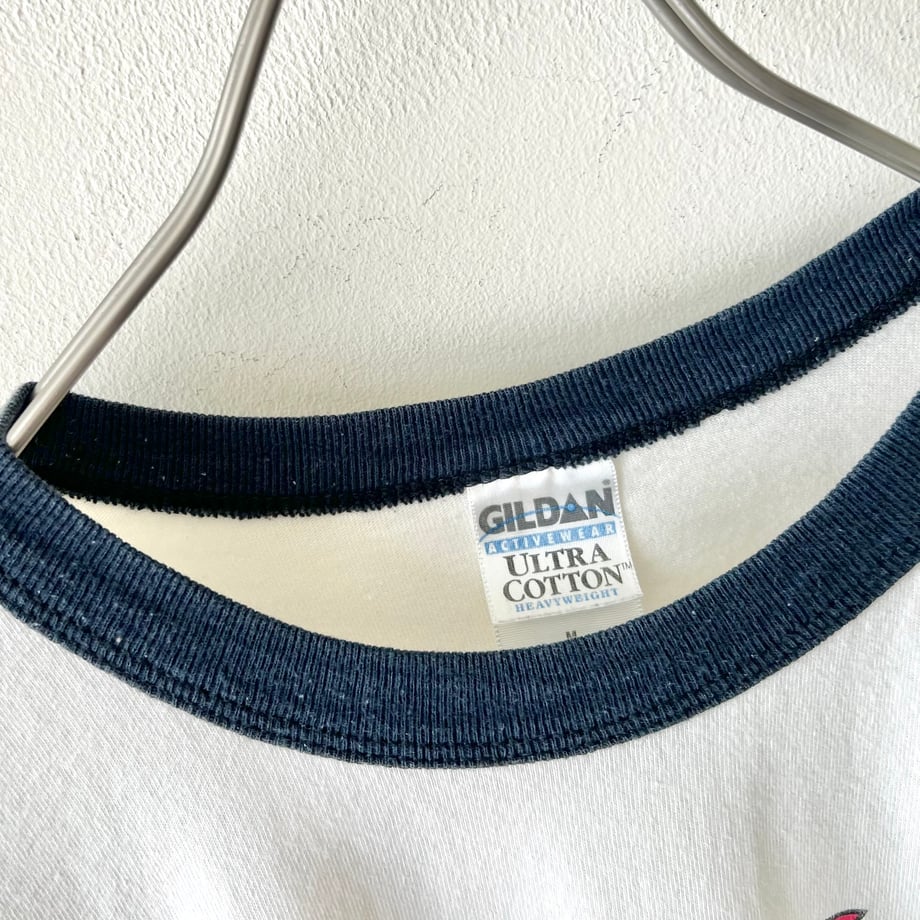 GILDAN®
ACTIVEWEAR
ULTRA
COTTON™
HEAVYWEIGHT
M